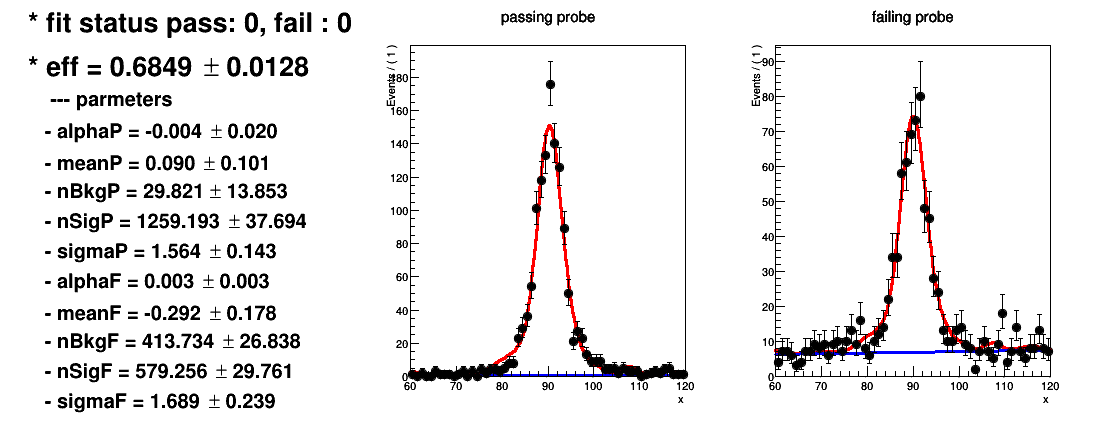 * fit status pass: 0, fail : 0
* eff = 0.6849 ± 0.0128
--- parmeters
- alphaP = -0.004 ± 0.020
- meanP = 0.090 ± 0.101
- nBkgP = 29.821 ± 13.853
- nSigP = 1259.193 ± 37.694
- sigmaP = 1.564 ± 0.143
- alphaF = 0.003 ± 0.003
- meanF = -0.292 ± 0.178
- nBkgF = 413.734 ± 26.838
- nSigF = 579.256 ± 29.761
- sigmaF = 1.689 ± 0.239
passing probe
Events / ( 1 )
180
160
140
120
100
80
60
40
20
0
60 70 80 90 100 110 120
x
failing probe
Events / ( 1 )
90
80
70
60
50
40
30
20
10
0
60 70 80 90 100 110 120
x